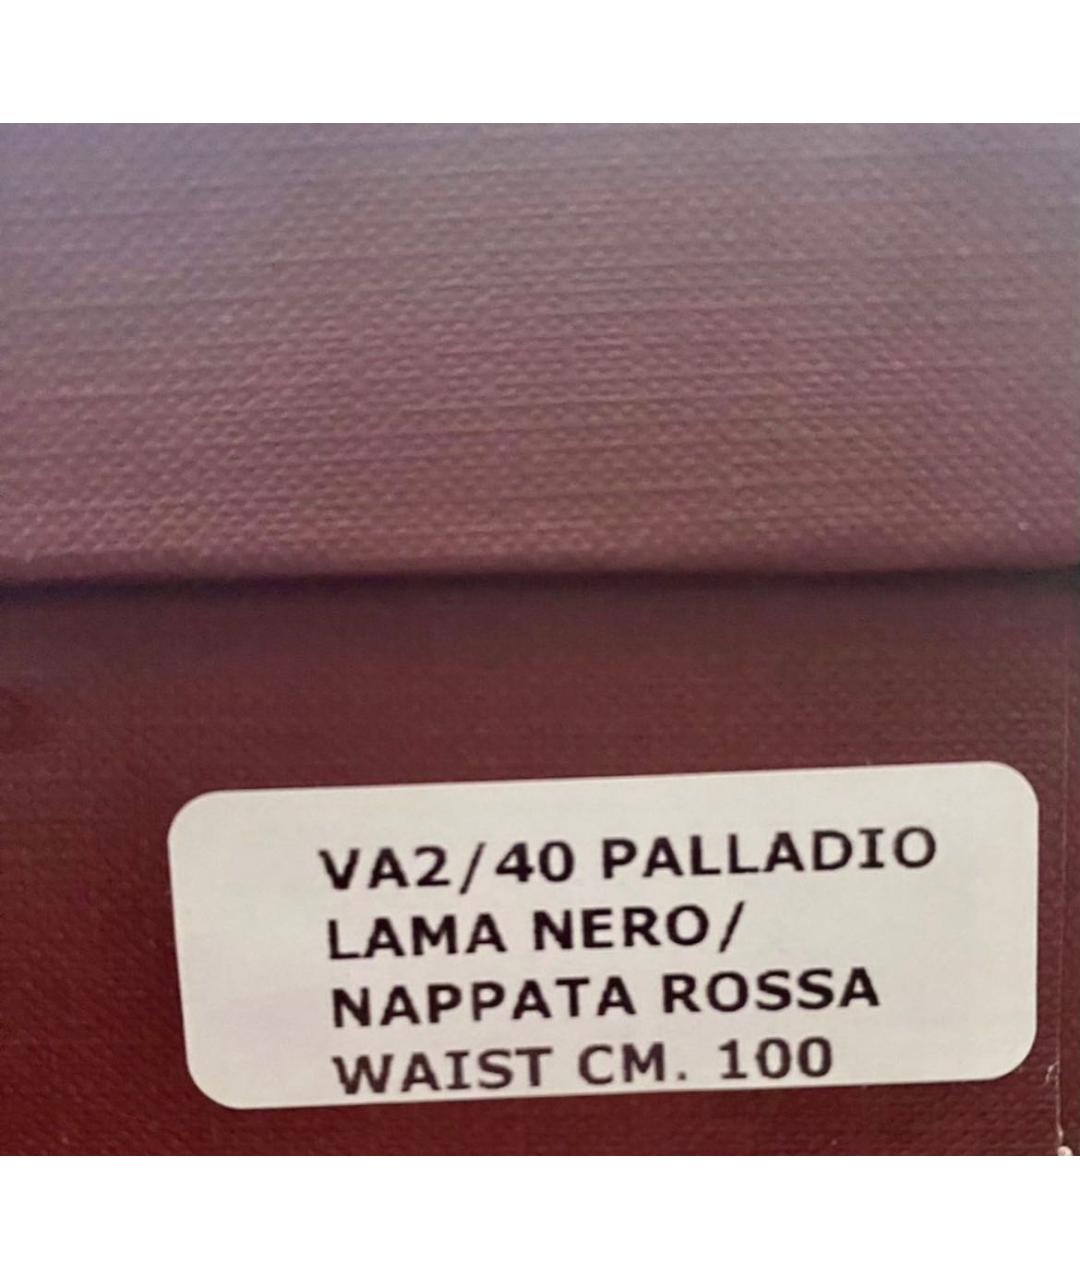 VA2/40 PALLADIO
LAMA NERO/
NAPPATA ROSSA
WAIST CM. 100